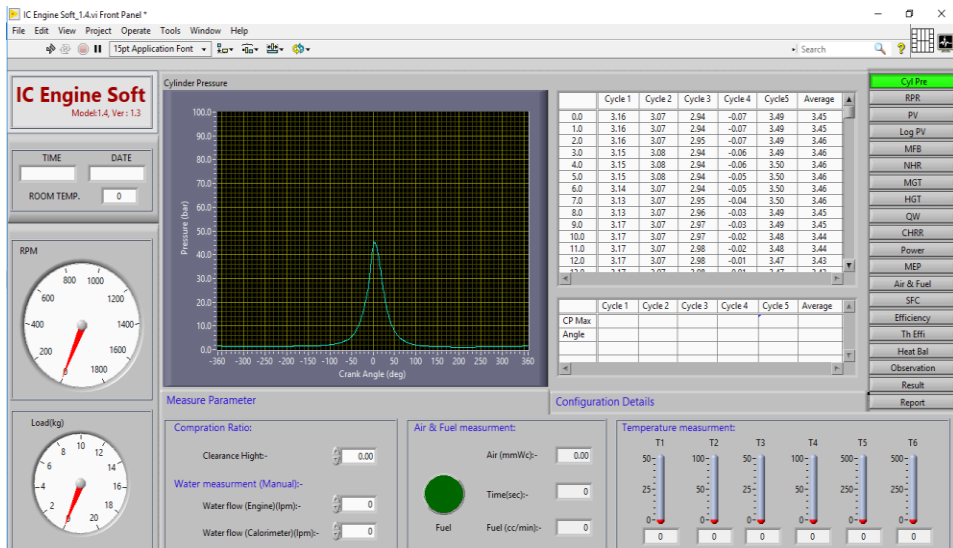 IC Engine Soft_1.4.vi Front Panel *
File Edit View Project Operate Tools Window Help
15pt Application Font
Search
IC Engine Soft
Model:1.4, Ver: 1.3
TIME DATE
ROOM TEMP. 0
RPM
0 200 400 600 800 1000 1200 1400 1600 1800
Load(kg)
0 2 4 6 8 10 12 14 16 18 20
Cylinder Pressure
Pressure (bar)
100.0
90.0
80.0
70.0
60.0
50.0
40.0
30.0
20.0
10.0
0.0
-360 -300 -250 -200 -150 -100 -50 0 50 100 150 200 250 300 360
Crank Angle (deg)
Cycle 1 Cycle 2 Cycle 3 Cycle 4 Cycle5 Average
0.0 3.16 3.07 2.94 -0.07 3.49 3.45
1.0 3.16 3.07 2.94 -0.07 3.49 3.45
2.0 3.16 3.07 2.95 -0.07 3.49 3.46
3.0 3.15 3.08 2.94 -0.06 3.49 3.46
4.0 3.15 3.08 2.94 -0.06 3.50 3.46
5.0 3.15 3.08 2.94 -0.05 3.50 3.46
6.0 3.14 3.07 2.94 -0.05 3.50 3.46
7.0 3.13 3.07 2.95 -0.04 3.50 3.46
8.0 3.13 3.07 2.96 -0.03 3.49 3.45
9.0 3.17 3.07 2.97 -0.03 3.49 3.45
10.0 3.17 3.07 2.97 -0.02 3.48 3.44
11.0 3.17 3.07 2.98 -0.02 3.48 3.44
12.0 3.17 3.07 2.98 -0.01 3.47 3.43
Cycle 1 Cycle 2 Cycle 3 Cycle 4 Cycle 5 Average
CP Max
Angle
Cyl Pre
RPR
PV
Log PV
MFB
NHR
MGT
HGT
QW
CHRR
Power
MEP
Air & Fuel
SFC
Efficiency
Th Effi
Heat Bal
Observation
Result
Report
Measure Parameter
Configuration Details
Compration Ratio:
Clearance Hight:- 0.00
Water measurment (Manual):-
Water flow (Engine)(lpm):- 0
Water flow (Calorimeter)(lpm):- 0
Air & Fuel measurment:
Air (mmWc):- 0.00
Time(sec):- 0
Fuel
Fuel (cc/min):- 0
Temperature measurment:
T1 T2 T3 T4 T5 T6
50 100 50 100 500 500
25 50 25 50 250 250
0 0 0 0 0 0
0 0 0 0 0 0